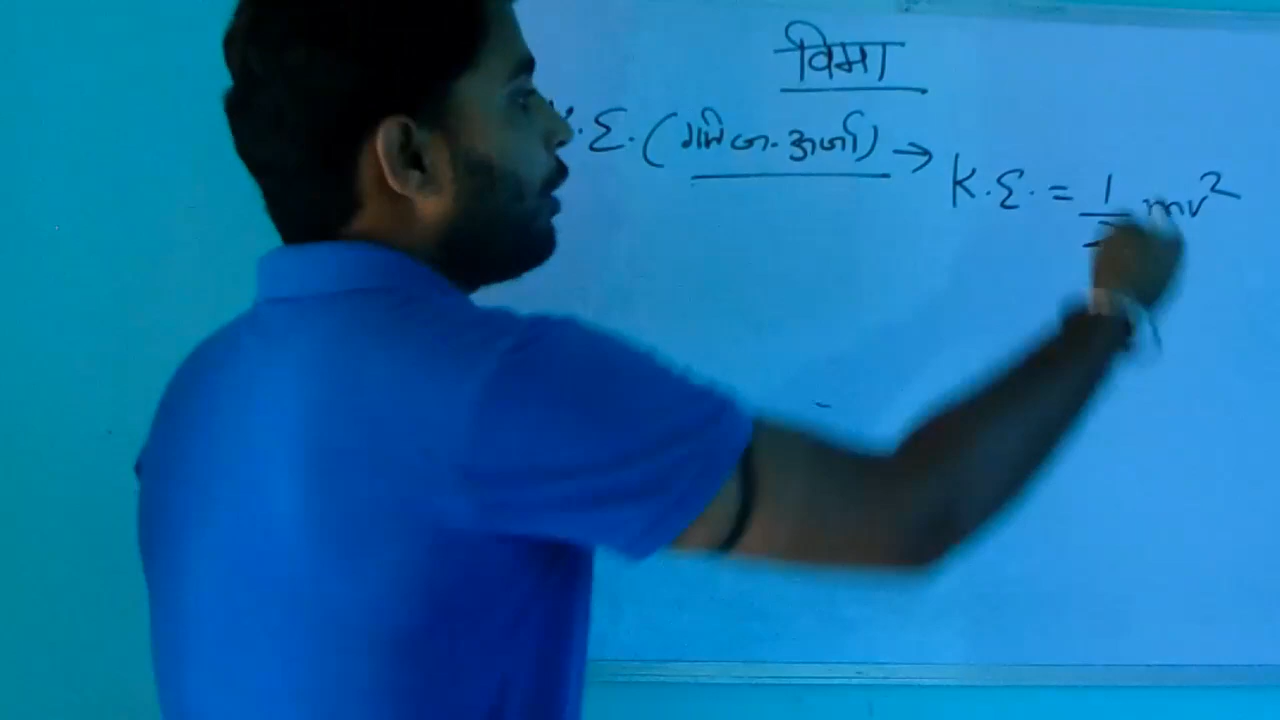 विमा
K.E. (गतिज ऊर्जा) → K.E. = 1/2 mv²